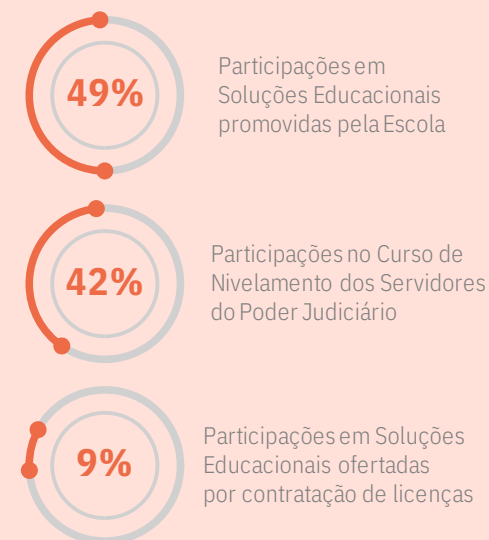 49%
Participações em
Soluções Educacionais
promovidas pela Escola
42%
Participações no Curso de
Nivelamento dos Servidores
do Poder Judiciário
9%
Participações em Soluções
Educacionais ofertadas
por contratação de licenças